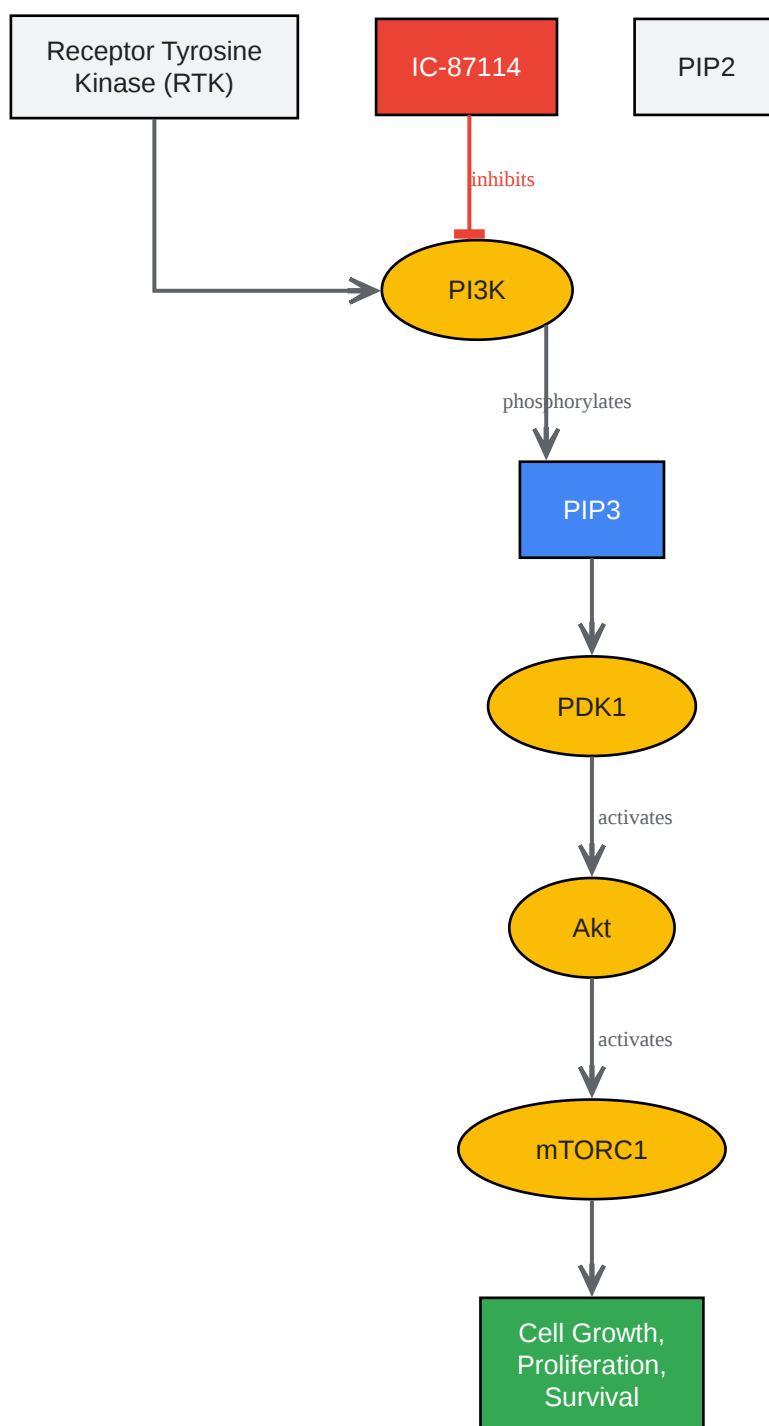 Receptor Tyrosine
Kinase (RTK)
IC-87114
PIP2
inhibits
PI3K
phosphorylates
PIP3
PDK1
activates
Akt
activates
mTORC1
Cell Growth,
Proliferation,
Survival